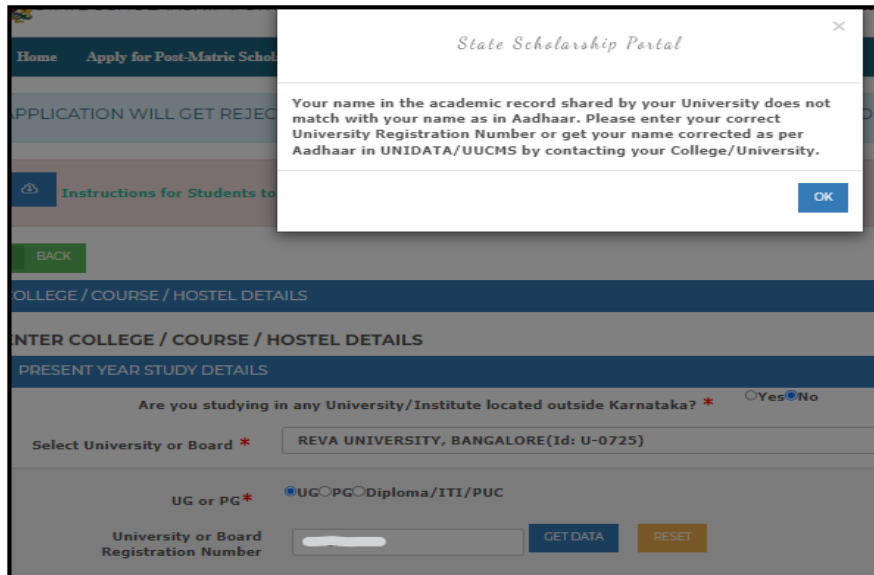 State Scholarship Portal
×
Home Apply for Post-Matric Schol
APPLICATION WILL GET REJEC
Your name in the academic record shared by your University does not
match with your name as in Aadhaar. Please enter your correct
University Registration Number or get your name corrected as per
Aadhaar in UNIDATA/UUCMS by contacting your College/University.
OK
Instructions for Students to
BACK
COLLEGE / COURSE / HOSTEL DETAILS
ENTER COLLEGE / COURSE / HOSTEL DETAILS
PRESENT YEAR STUDY DETAILS
Are you studying in any University/Institute located outside Karnataka? * Yes No
Select University or Board * REVA UNIVERSITY, BANGALORE(Id: U-0725)
UG or PG* UG PG Diploma/ITI/PUC
University or Board
Registration Number GET DATA RESET